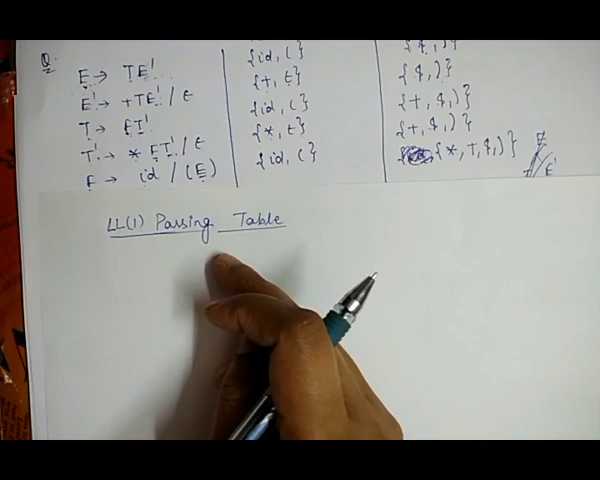 Q.
{id, (} {$, )}
E → TE' {+, ε} {$, )}
E' → +TE' / ε {id, (} {+, $, )}
T → FT' {*, ε} {+, $, )}
T' → * FT' / ε {id, (} {*, +, $, )}
F → id / (E)
E'
LL(1) Parsing Table